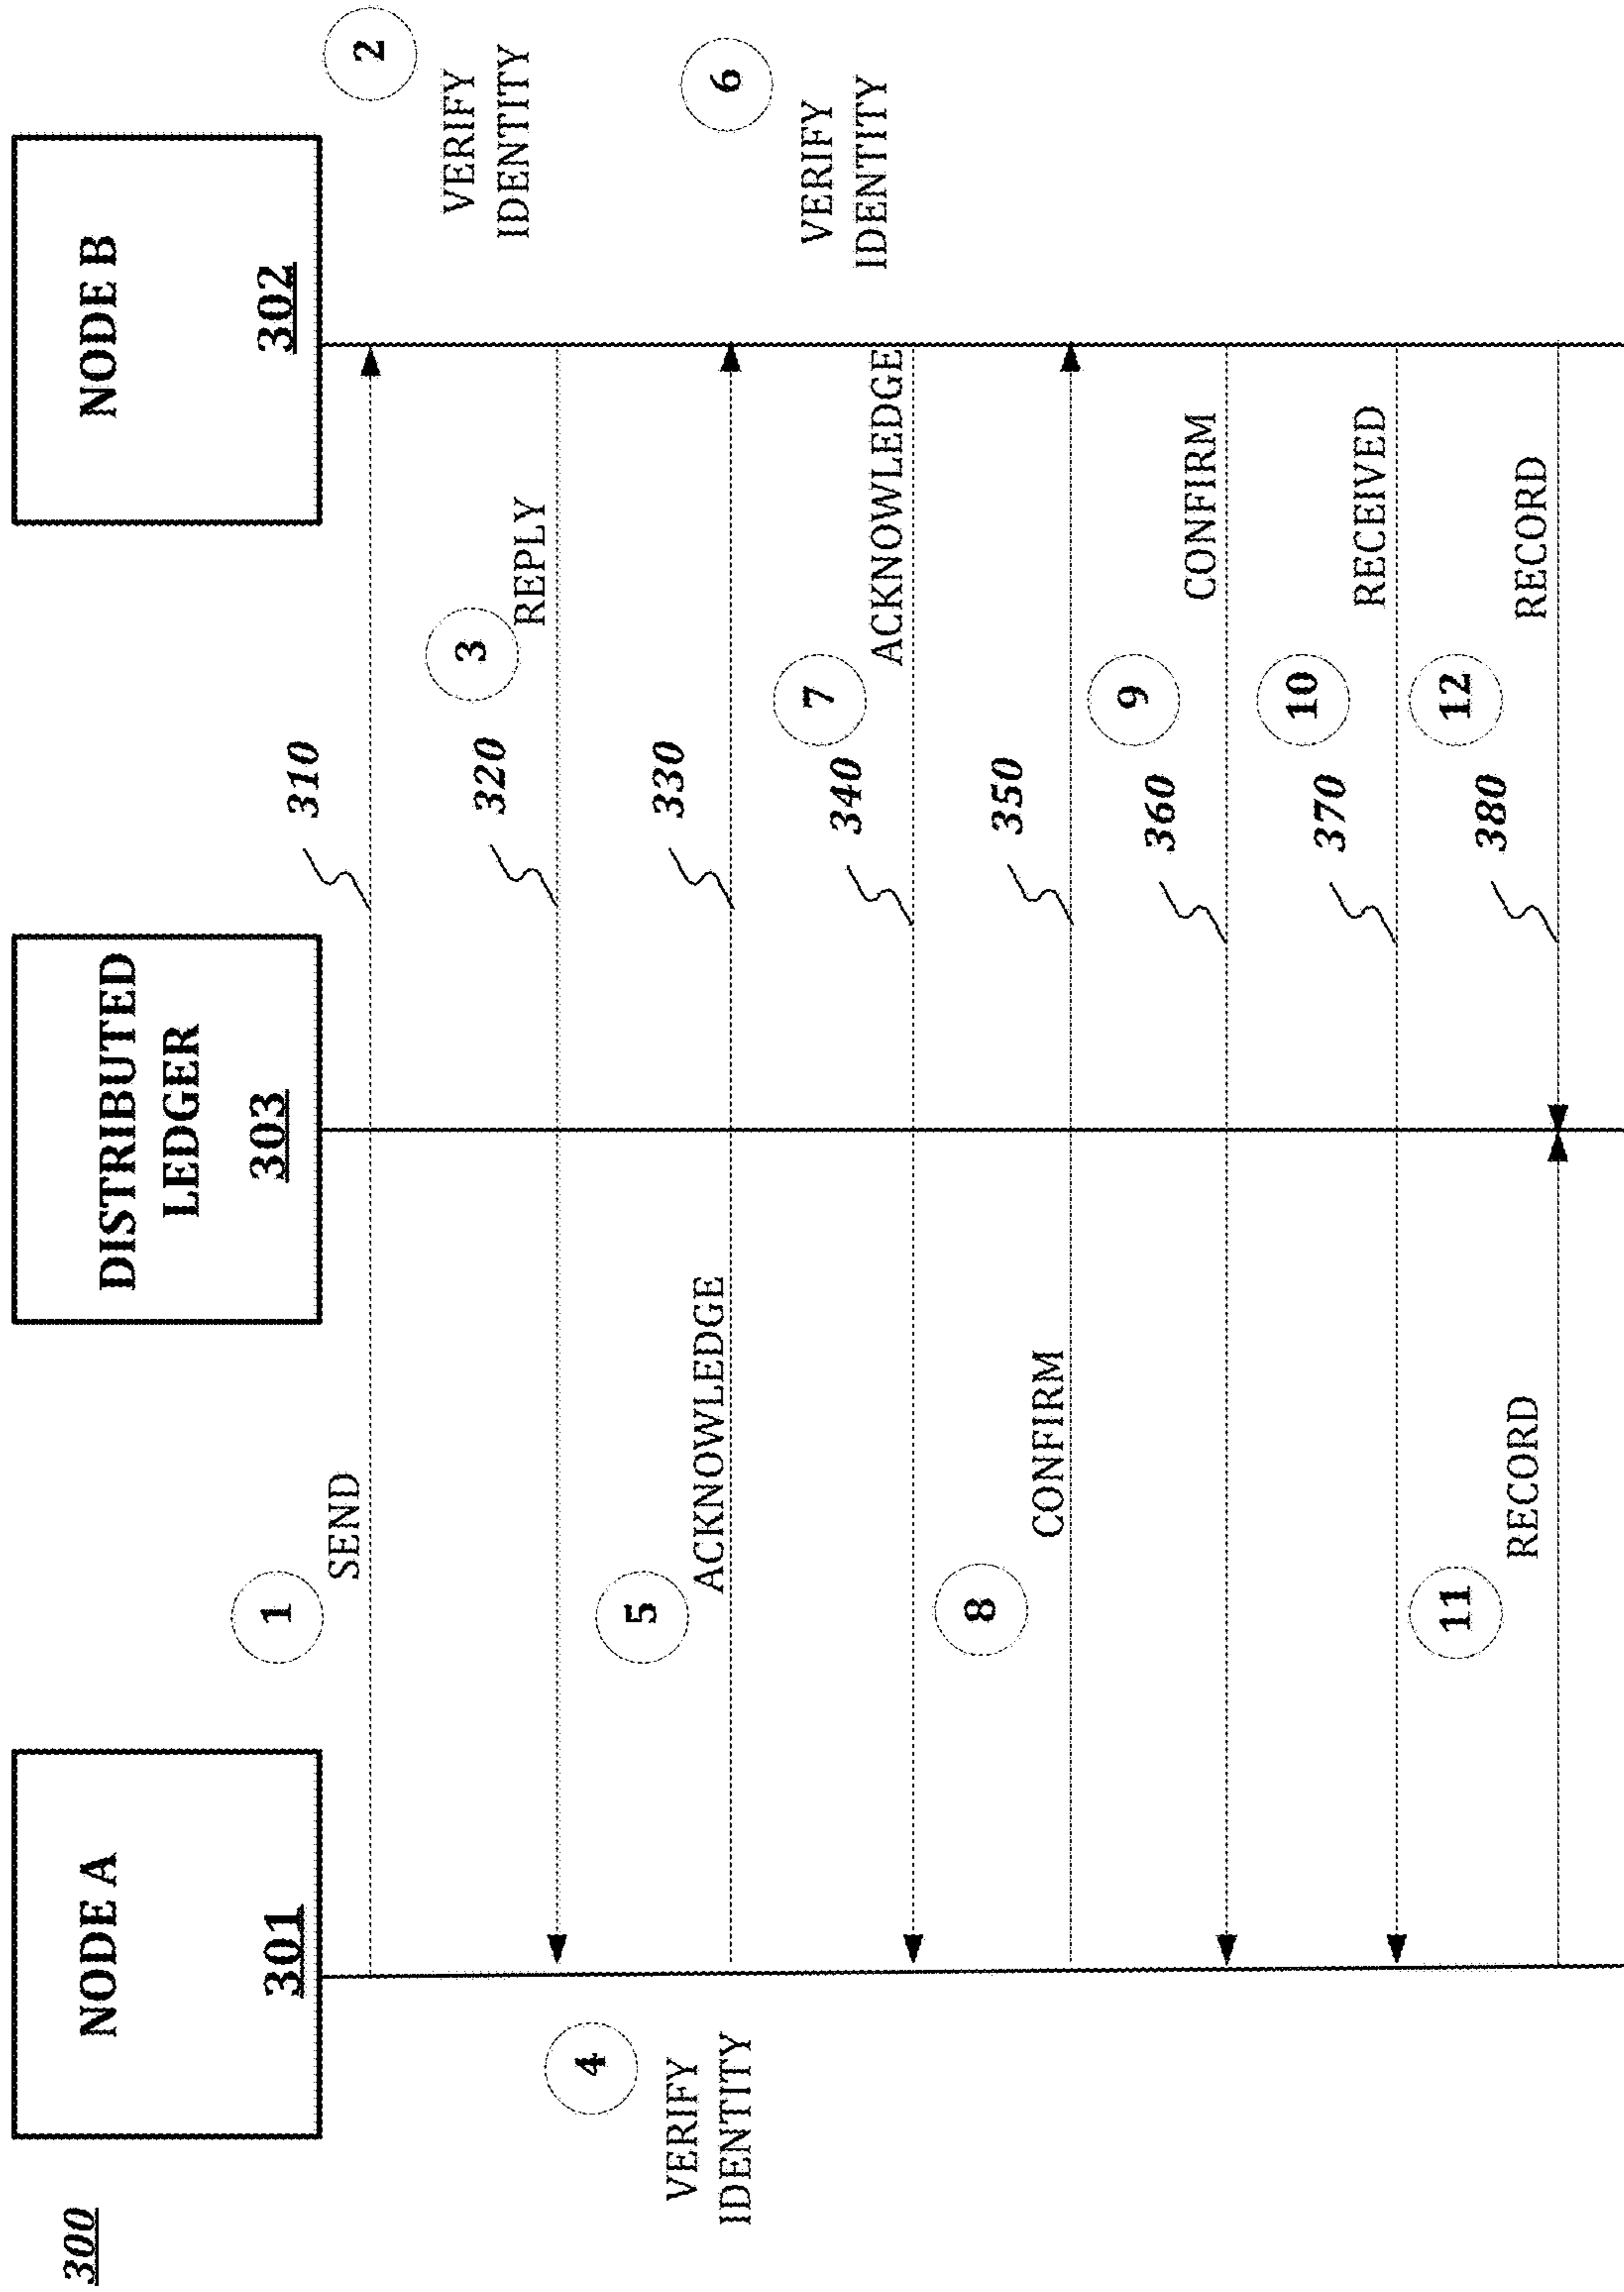 300
NODE A
301
DISTRIBUTED
LEDGER
303
NODE B
302
1
SEND
310
2
VERIFY
IDENTITY
3
REPLY
320
4
VERIFY
IDENTITY
5
ACKNOWLEDGE
330
6
VERIFY
IDENTITY
7
ACKNOWLEDGE
340
8
CONFIRM
350
9
CONFIRM
360
10
RECEIVED
370
11
RECORD
12
RECORD
380